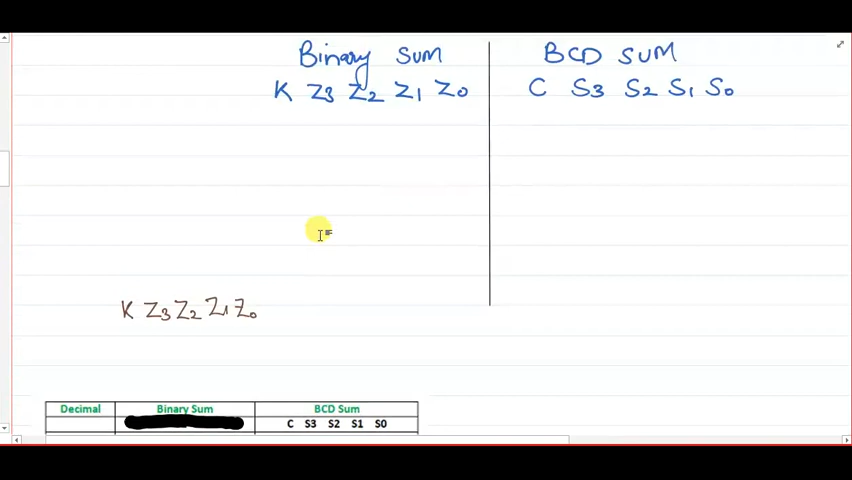 Binary Sum BCD SUM
K Z3 Z2 Z1 Z0 C S3 S2 S1 S0
K Z3 Z2 Z1 Z0
Decimal Binary Sum BCD Sum
C S3 S2 S1 S0